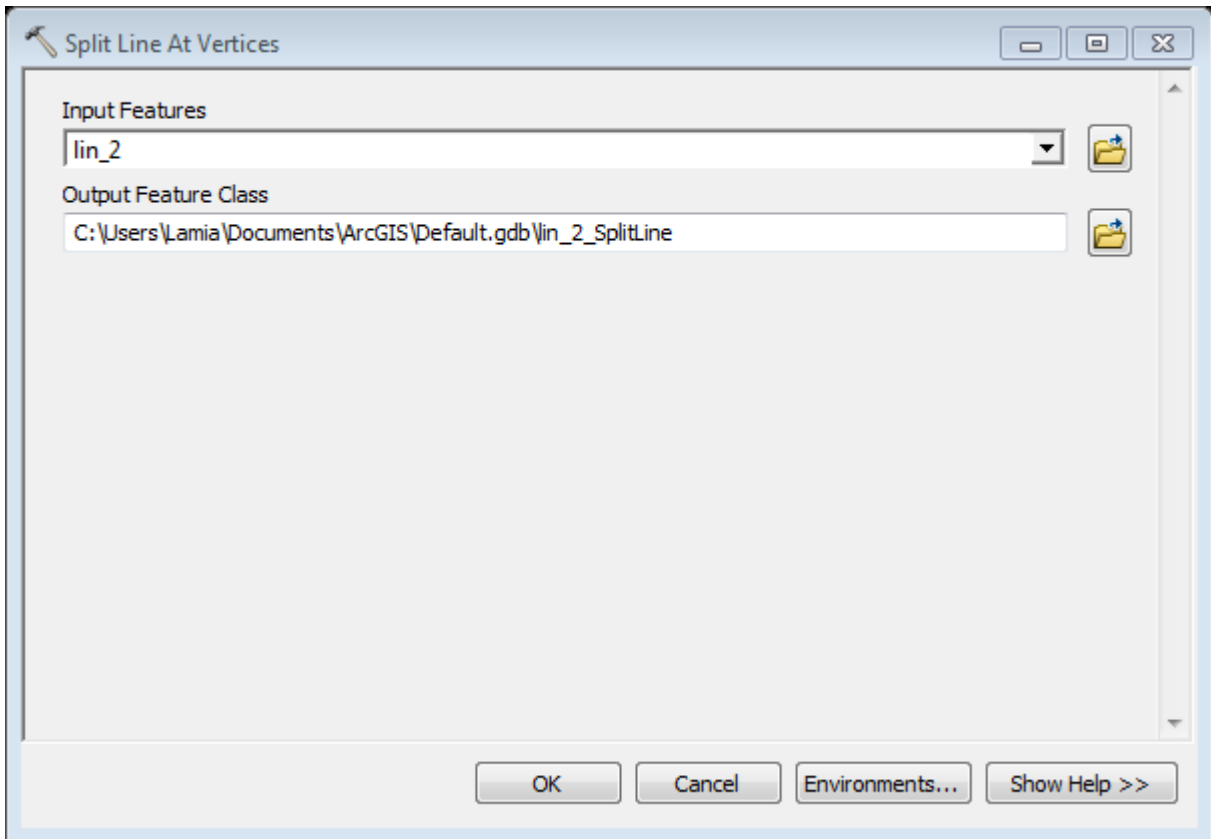 Split Line At Vertices
Input Features
lin_2
Output Feature Class
C:\Users\Lamia\Documents\ArcGIS\Default.gdb\lin_2_SplitLine
OK Cancel Environments... Show Help >>